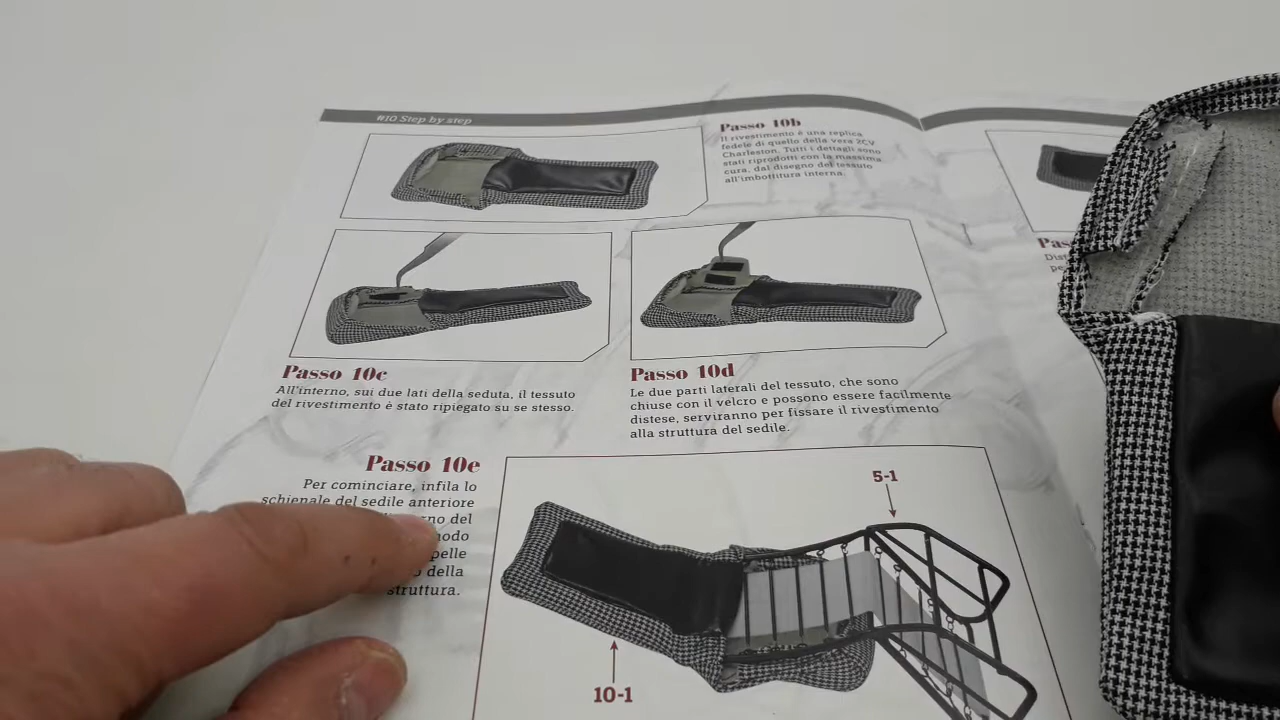 #10 Step by step
Passo 10b
Il rivestimento è una replica
fedele di quello della vera 2CV
Charleston. Tutti i dettagli sono
stati riprodotti con la massima
cura, dal disegno del tessuto
all'imbottitura interna.
Passo 10c
All'interno, sui due lati della seduta, il tessuto
del rivestimento è stato ripiegato su se stesso.
Passo 10d
Le due parti laterali del tessuto, che sono
chiuse con il velcro e possono essere facilmente
distese, serviranno per fissare il rivestimento
alla struttura del sedile.
Passo 10e
Per cominciare, infila lo
schienale del sedile anteriore
del
pelle
della
struttura.
5-1
10-1